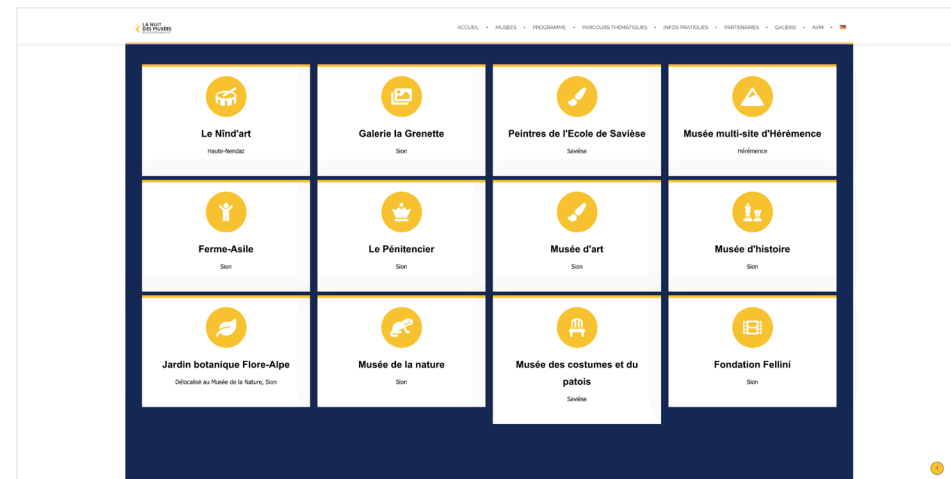 LA NUIT
DES MUSÉES
ACCUEIL • MUSEES • PROGRAMME • PARCOURS THÉMATIQUES • INFOS PRATIQUES • PARTENAIRES • GALERIE • AVM •
Le Nînd'art
Haute-Nendaz
Galerie la Grenette
Sion
Peintres de l'Ecole de Savièse
Savièse
Musée multi-site d'Hérémence
Hérémence
Ferme-Asile
Sion
Le Pénitencier
Sion
Musée d'art
Sion
Musée d'histoire
Sion
Jardin botanique Flore-Alpe
Délocalisé au Musée de la Nature, Sion
Musée de la nature
Sion
Musée des costumes et du
patois
Savièse
Fondation Fellini
Sion